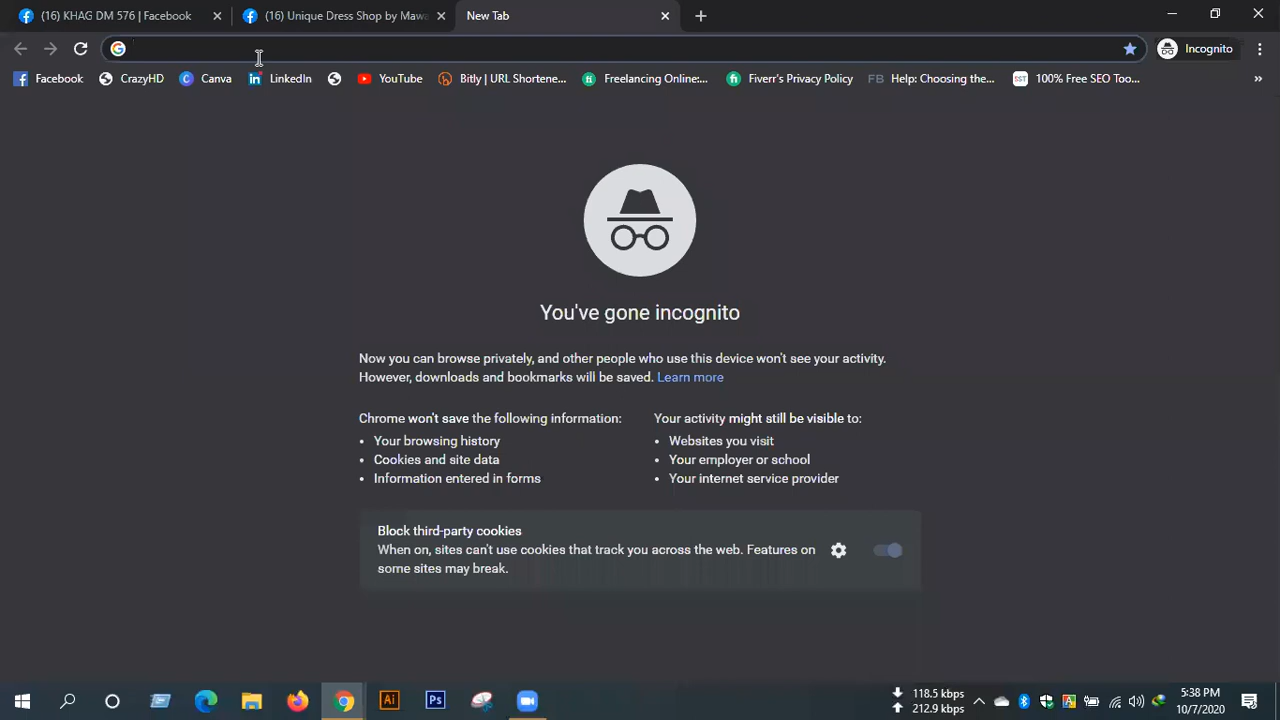 (16) KHAG DM 576 | Facebook
(16) Unique Dress Shop by Mawa
New Tab
Incognito
Facebook
CrazyHD
Canva
LinkedIn
YouTube
Bitly | URL Shortene...
Freelancing Online:...
Fiverr's Privacy Policy
FB Help: Choosing the...
SST 100% Free SEO Too...
You've gone incognito
Now you can browse privately, and other people who use this device won't see your activity.
However, downloads and bookmarks will be saved. Learn more
Chrome won't save the following information:
Your browsing history
Cookies and site data
Information entered in forms
Your activity might still be visible to:
Websites you visit
Your employer or school
Your internet service provider
Block third-party cookies
When on, sites can't use cookies that track you across the web. Features on
some sites may break.
Ai
Ps
118.5 kbps
212.9 kbps
5:38 PM
10/7/2020